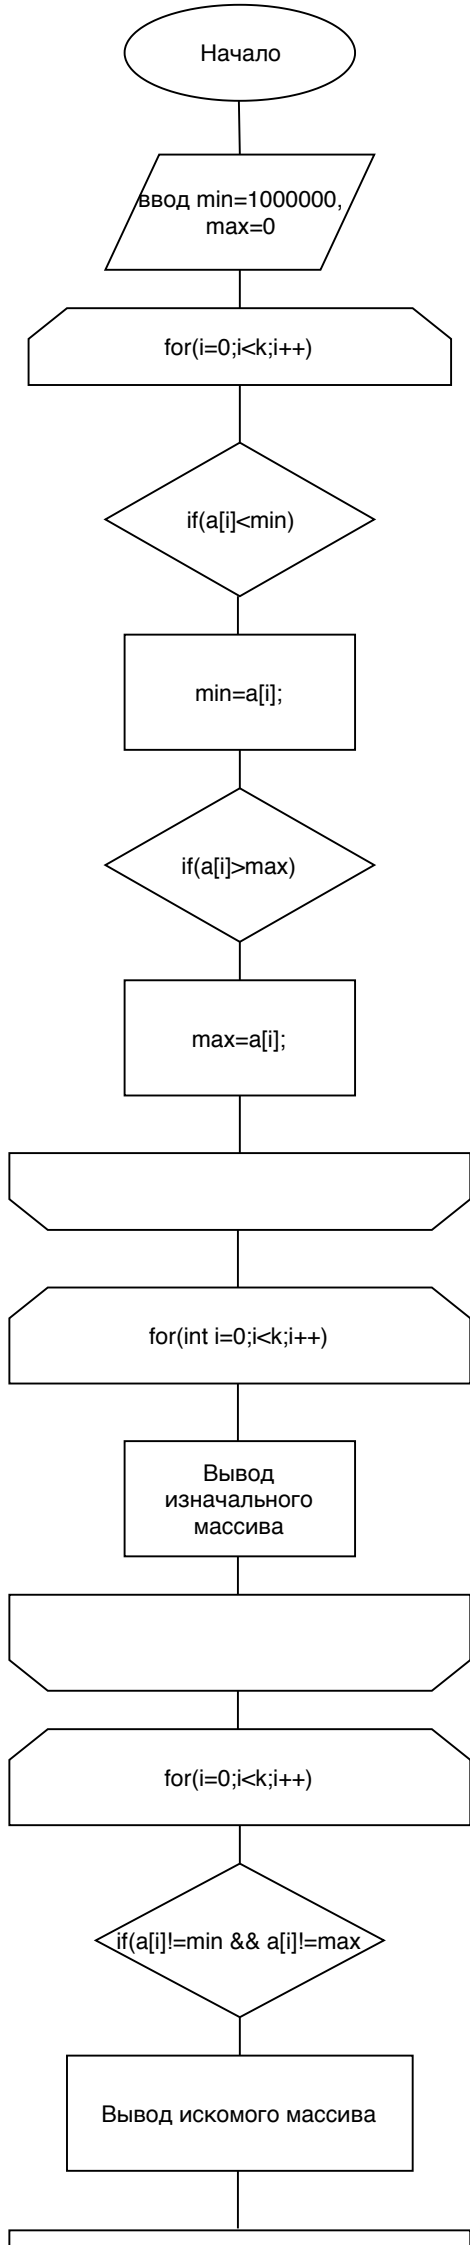 Начало
ввод min=1000000,
max=0
for(i=0;i<k;i++)
if(a[i]<min)
min=a[i];
if(a[i]>max)
max=a[i];
for(int i=0;i<k;i++)
Вывод
изначального
массива
for(i=0;i<k;i++)
if(a[i]!=min && a[i]!=max
Вывод искомого массива